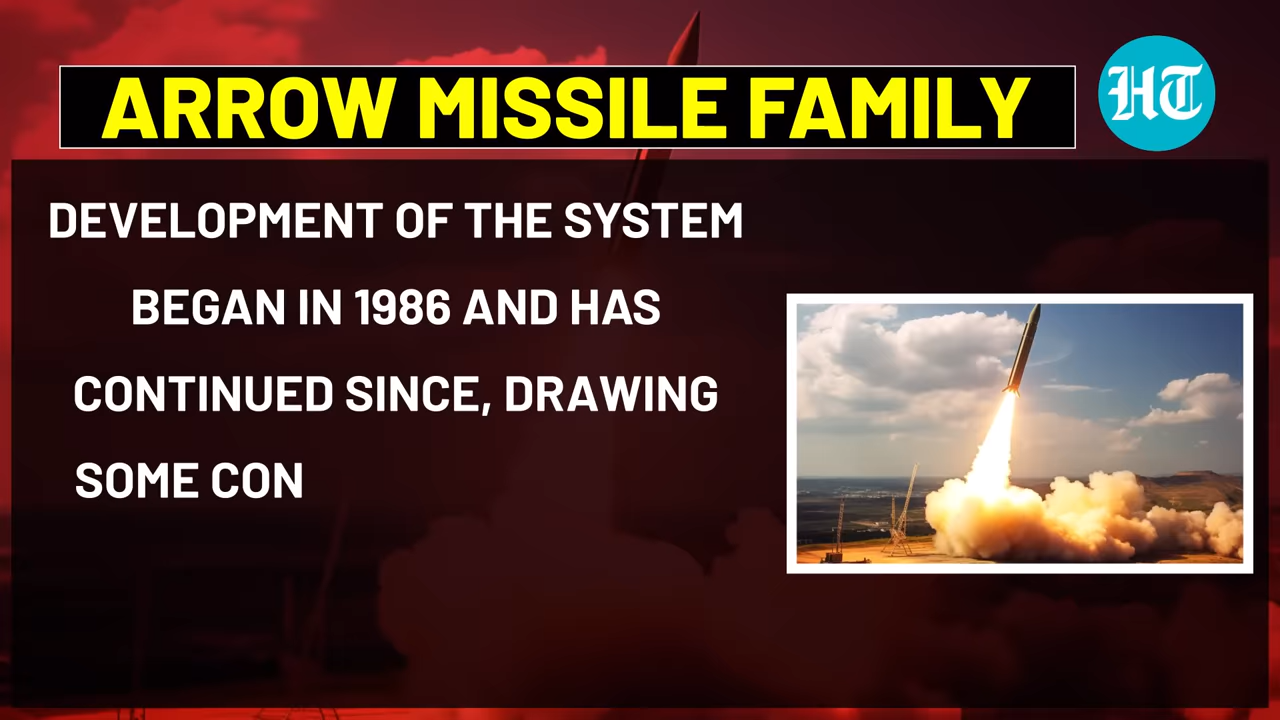 ARROW MISSILE FAMILY
HT
DEVELOPMENT OF THE SYSTEM
BEGAN IN 1986 AND HAS
CONTINUED SINCE, DRAWING
SOME CON